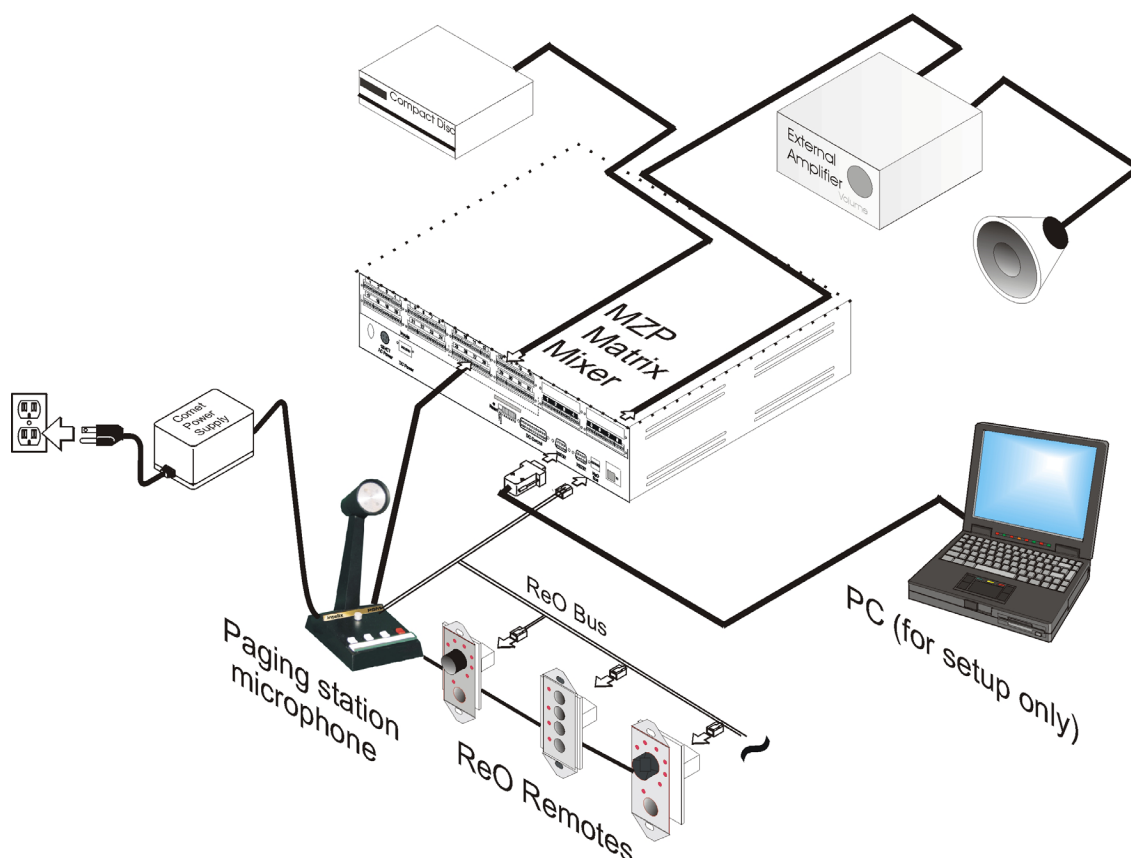 Compact Disc
External
Amplifier
Volume
MZP
Matrix
Mixer
Comet
Power
Supply
ReO Bus
Paging station
microphone
ReO Remotes
PC (for setup only)